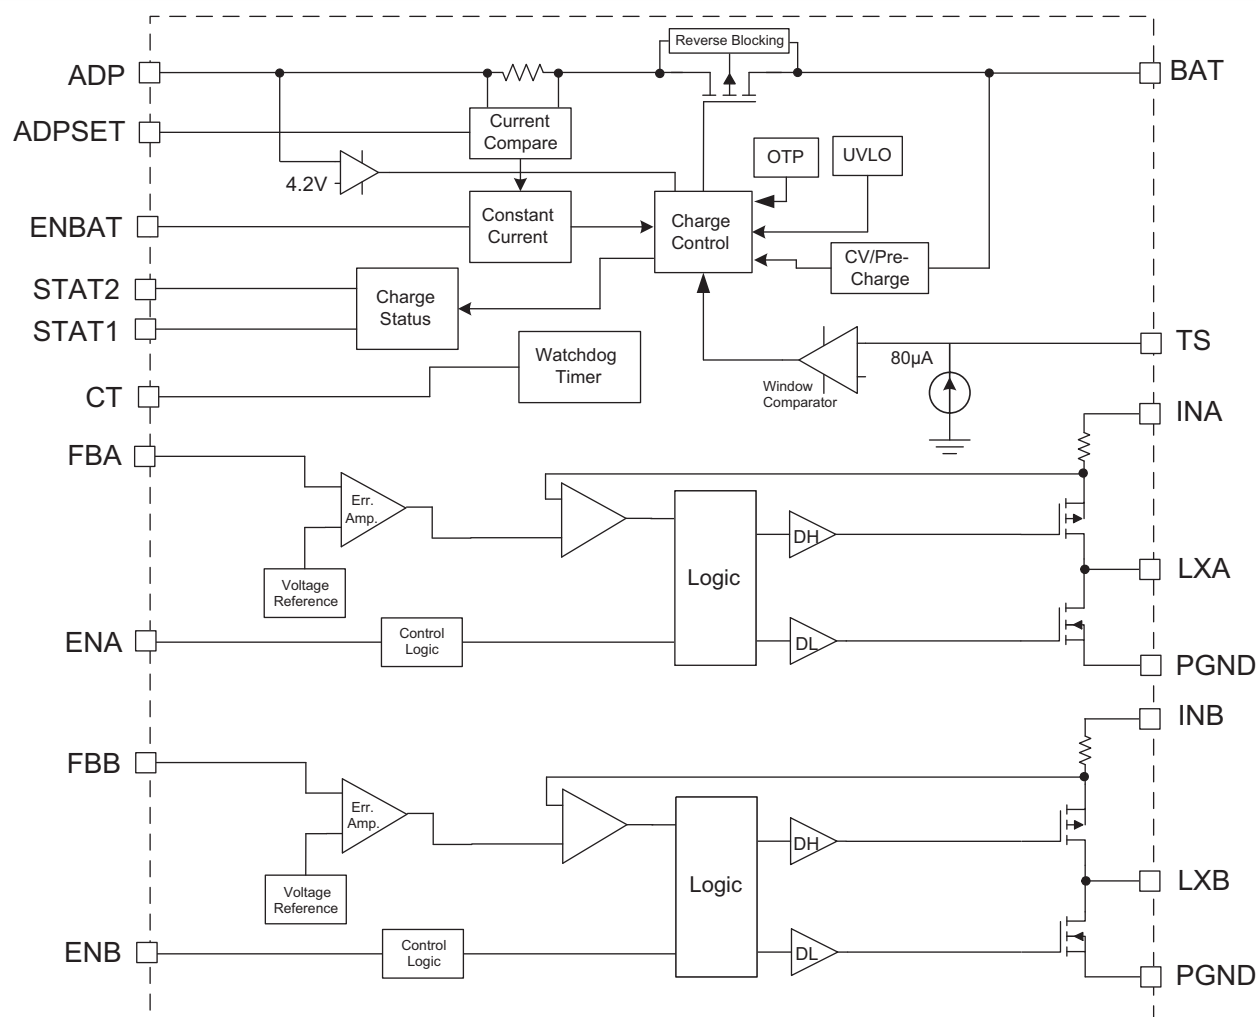 Reverse Blocking
ADP
BAT
ADPSET
Current
Compare
OTP
UVLO
4.2V
ENBAT
Constant
Current
Charge
Control
CV/Pre-
Charge
STAT2
Charge
Status
STAT1
TS
80µA
Watchdog
Timer
Window
Comparator
CT
INA
FBA
Err.
Amp.
DH
Voltage
Reference
Logic
LXA
ENA
Control
Logic
DL
PGND
INB
FBB
Err.
Amp.
DH
Voltage
Reference
Logic
LXB
ENB
Control
Logic
DL
PGND